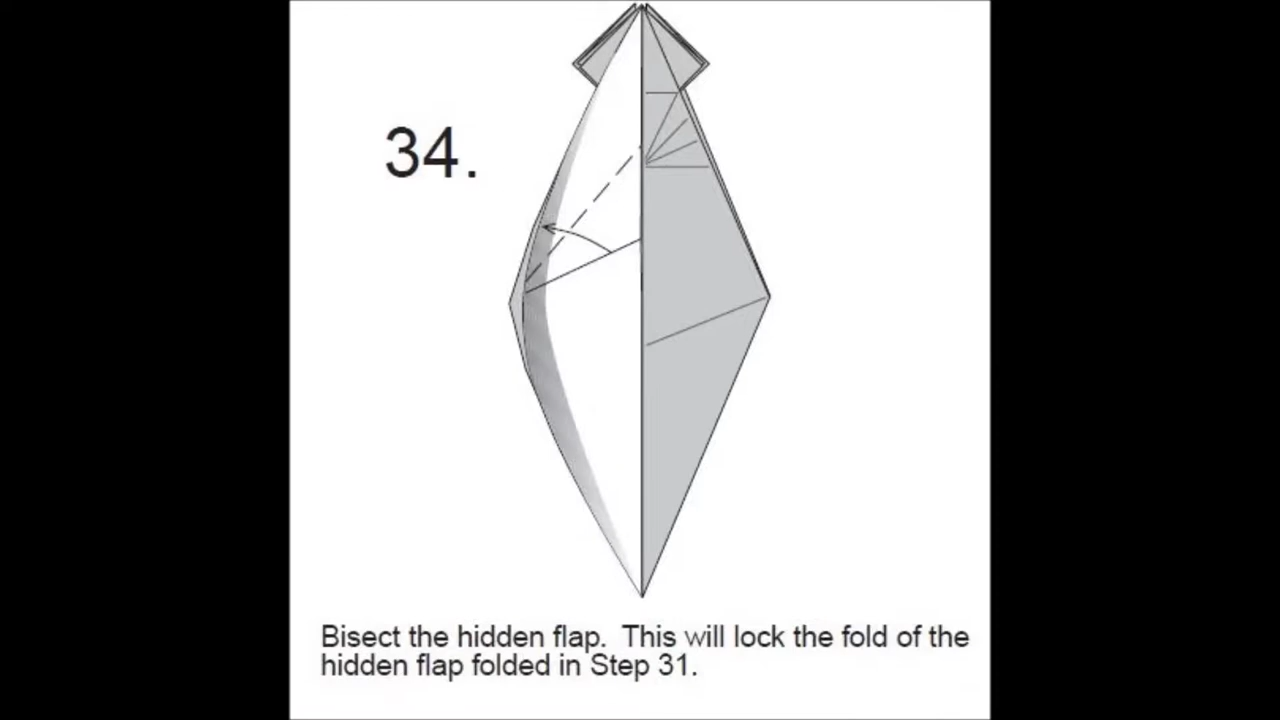 34.
Bisect the hidden flap.  This will lock the fold of the
hidden flap folded in Step 31.